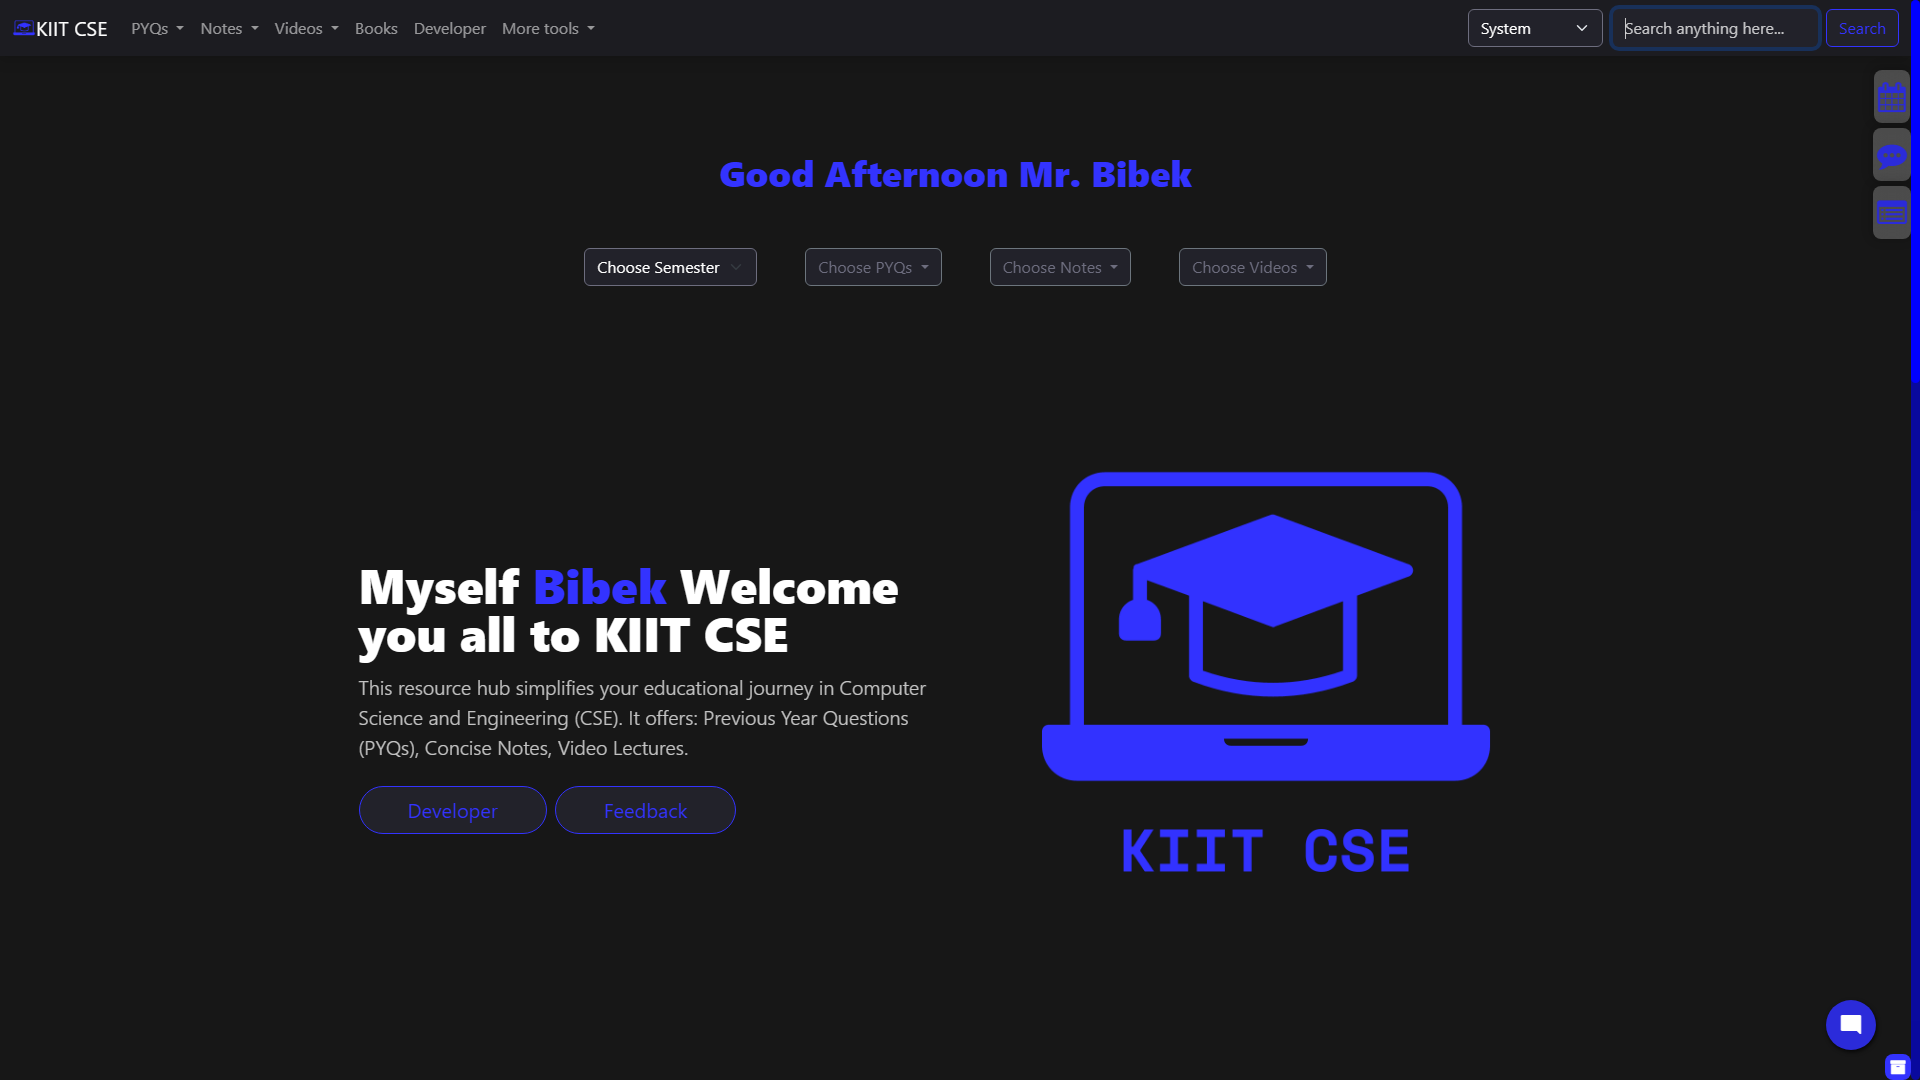 KIIT CSE PYQs Notes Videos Books Developer More tools System Search anything here... Search
Good Afternoon Mr. Bibek
Choose Semester Choose PYQs Choose Notes Choose Videos
Myself Bibek Welcome
you all to KIIT CSE
This resource hub simplifies your educational journey in Computer
Science and Engineering (CSE). It offers: Previous Year Questions
(PYQs), Concise Notes, Video Lectures.
Developer Feedback
KIIT CSE